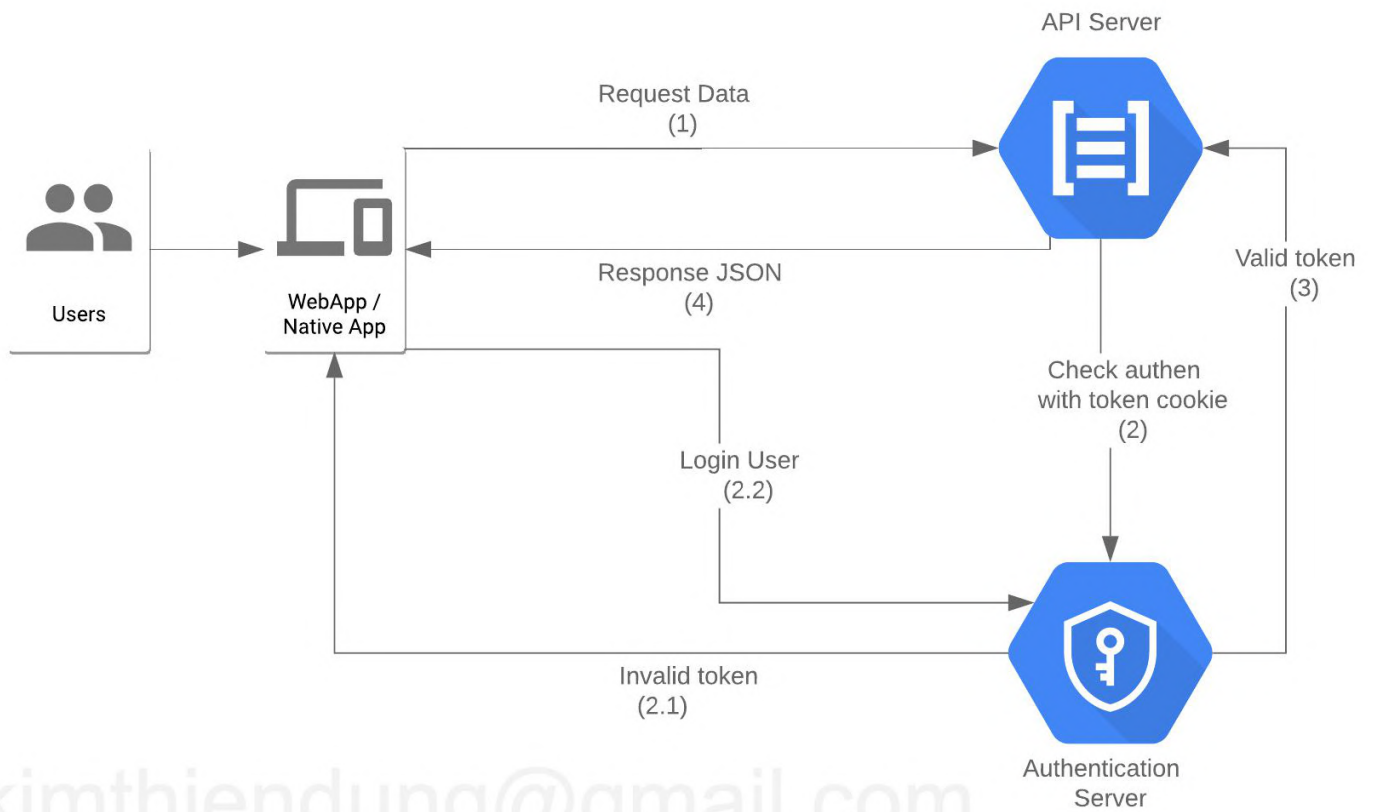 API Server
Request Data
(1)
Users
WebApp /
Native App
Response JSON
(4)
Valid token
(3)
Check authen
with token cookie
(2)
Login User
(2.2)
Invalid token
(2.1)
Authentication
Server
kimthiendung@gmail.com